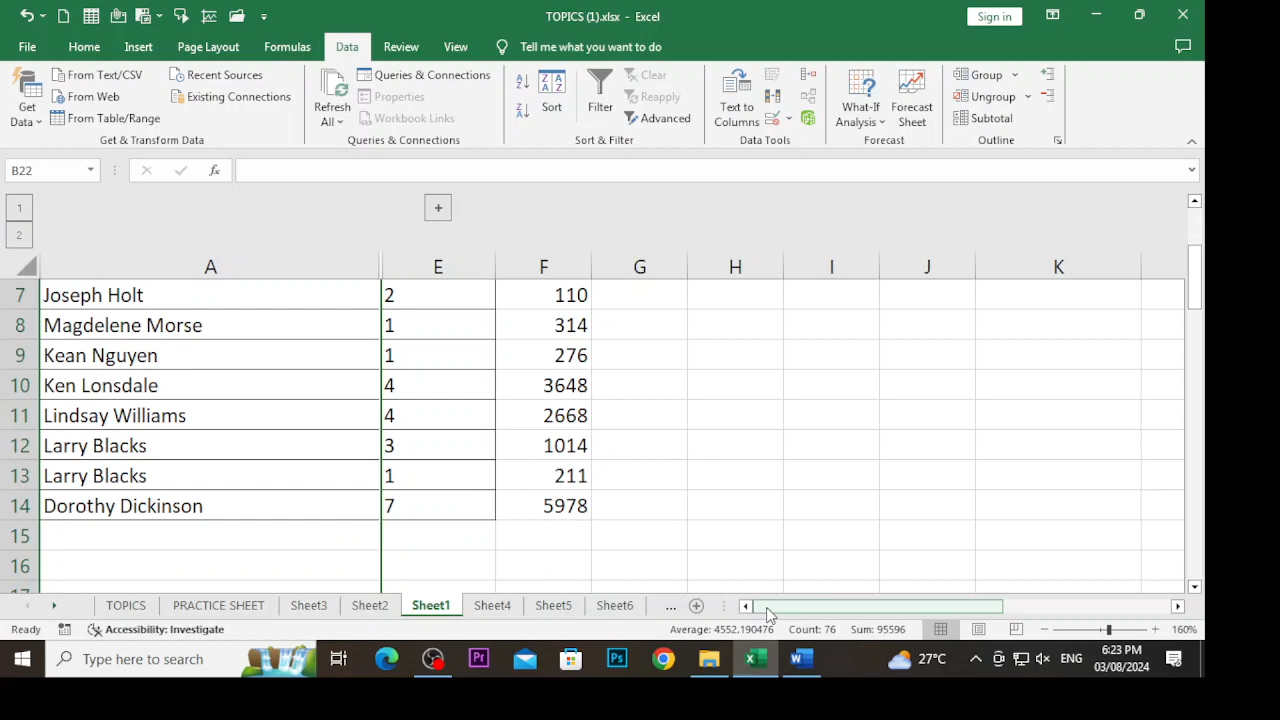 TOPICS (1).xlsx - Excel
Sign in
File Home Insert Page Layout Formulas Data Review View Tell me what you want to do
Get Data
From Text/CSV
From Web
From Table/Range
Recent Sources
Existing Connections
Get & Transform Data
Refresh All
Queries & Connections
Properties
Workbook Links
Queries & Connections
Sort
Filter
Clear
Reapply
Advanced
Sort & Filter
Text to Columns
Data Tools
What-If Analysis
Forecast Sheet
Forecast
Group
Ungroup
Subtotal
Outline
B22
fx
1
2
+
A E F G H I J K
7 Joseph Holt 2 110
8 Magdelene Morse 1 314
9 Kean Nguyen 1 276
10 Ken Lonsdale 4 3648
11 Lindsay Williams 4 2668
12 Larry Blacks 3 1014
13 Larry Blacks 1 211
14 Dorothy Dickinson 7 5978
15
16
17
TOPICS PRACTICE SHEET Sheet3 Sheet2 Sheet1 Sheet4 Sheet5 Sheet6 ...
Ready Accessibility: Investigate Average: 4552.190476 Count: 76 Sum: 95596 160%
Type here to search
Pr
Ps
27°C
ENG
6:23 PM
03/08/2024